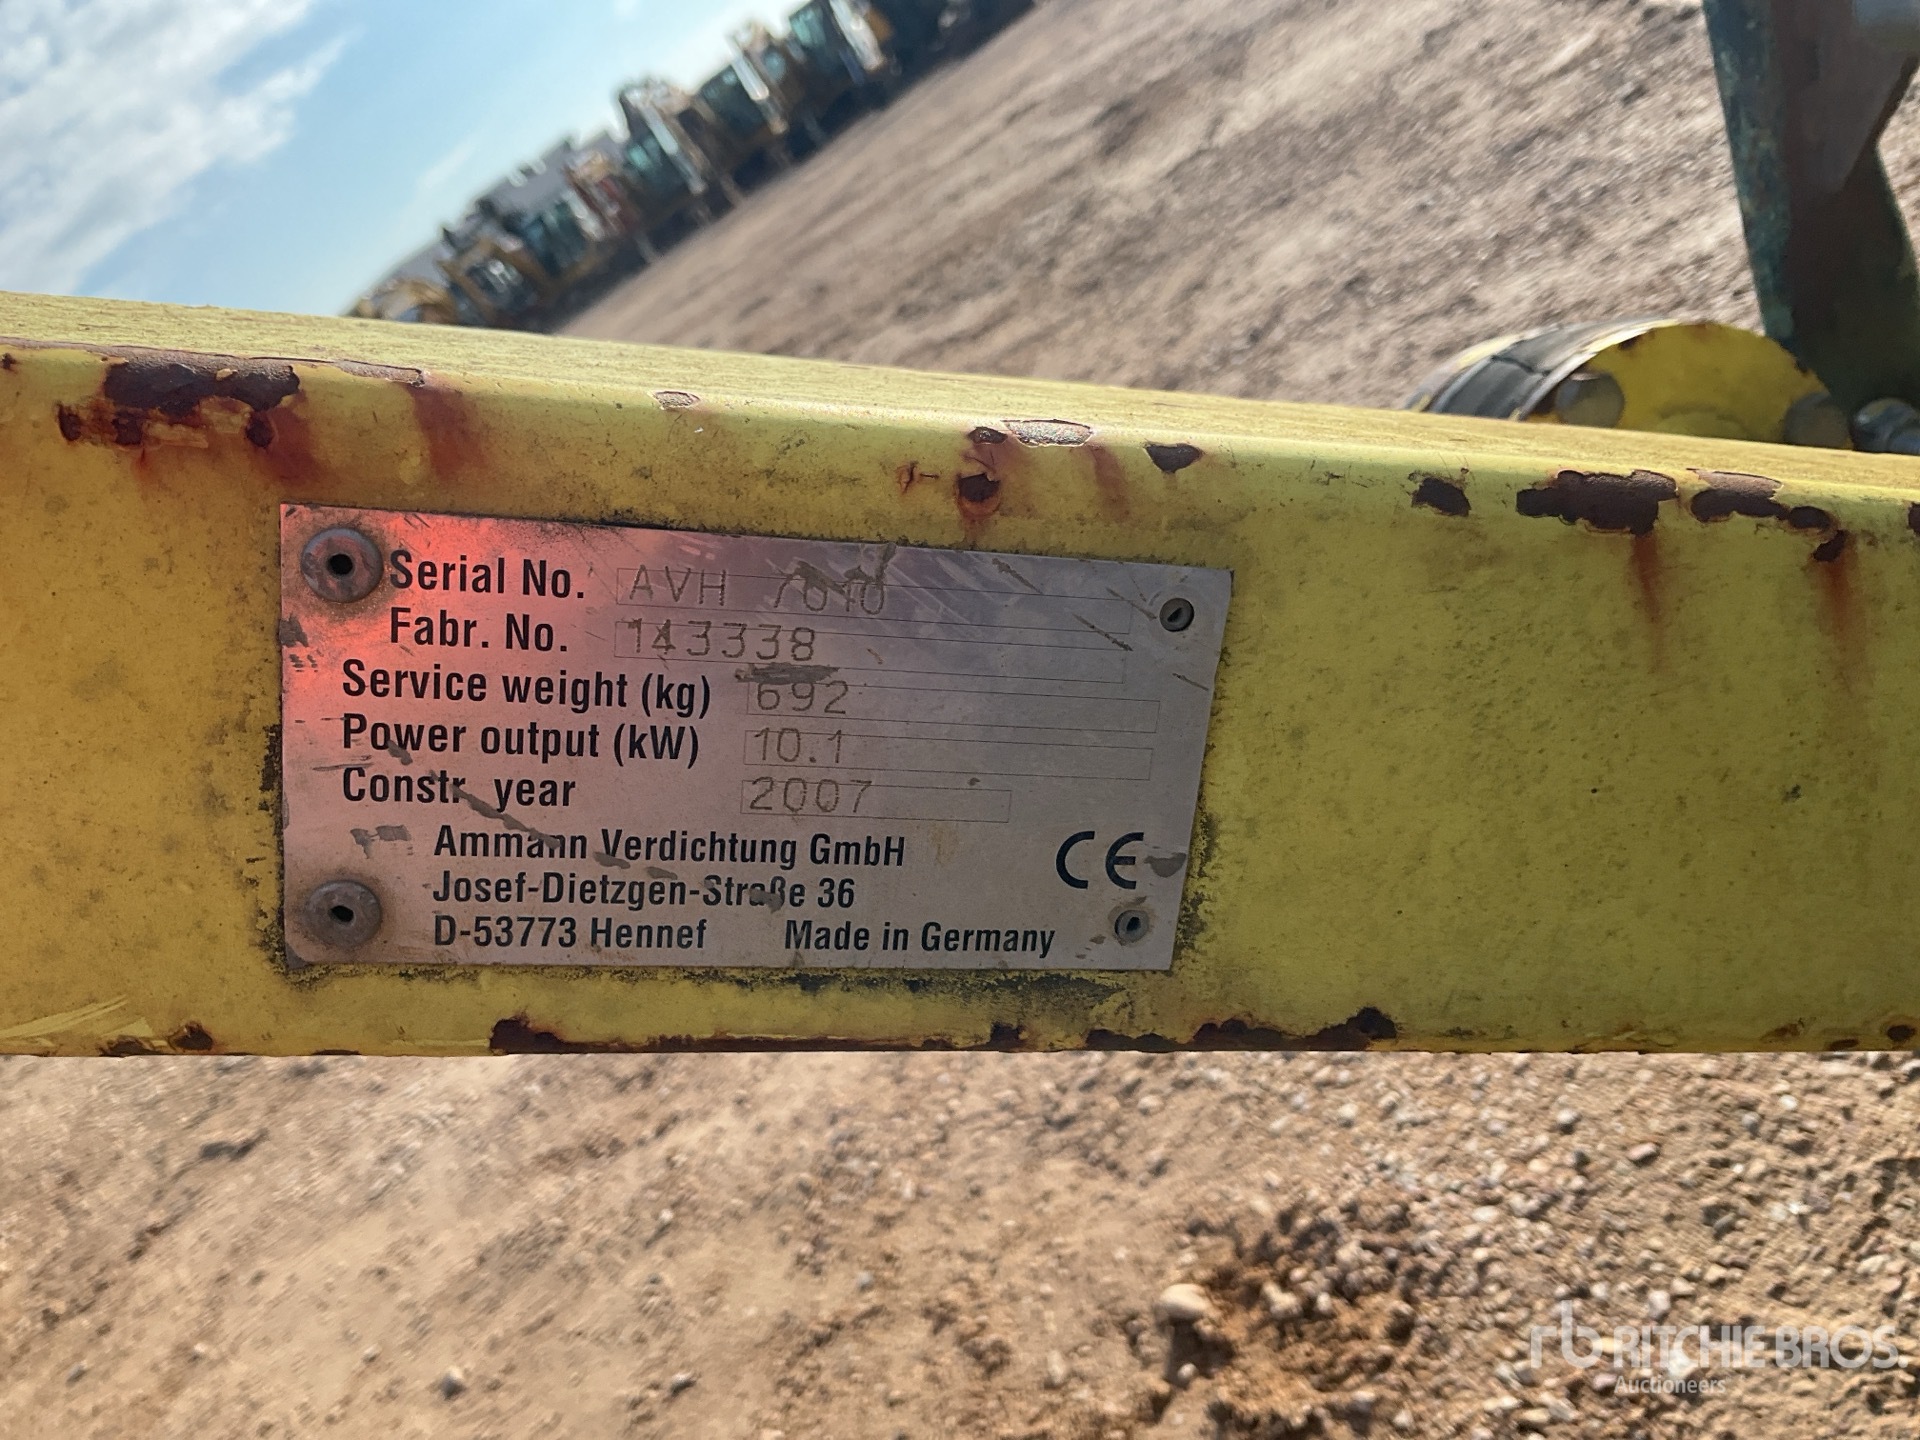 Serial No. AVH 7010
Fabr. No. 143338
Service weight (kg) 692
Power output (kW) 10.1
Constr. year 2007
Ammann Verdichtung GmbH
Josef-Dietzgen-Straße 36
D-53773 Hennef Made in Germany
CE
rb RITCHIE BROS.
Auctioneers